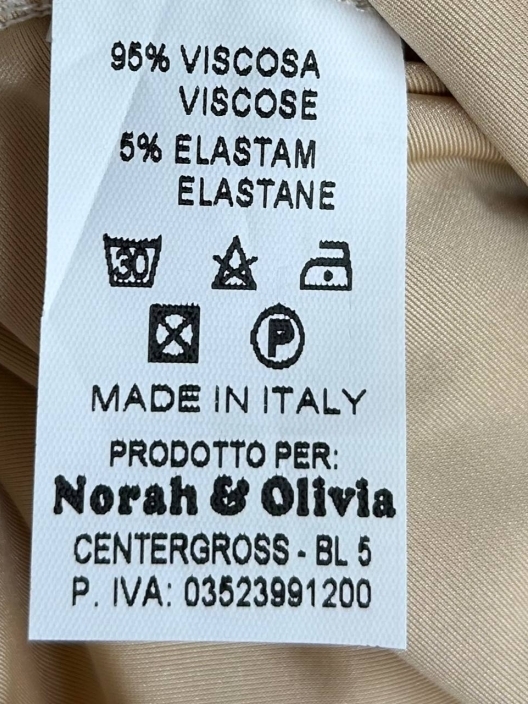 95% VISCOSA
VISCOSE
5% ELASTAM
ELASTANE
30
P
MADE IN ITALY
PRODOTTO PER:
Norah & Olivia
CENTERGROSS - BL 5
P. IVA: 03523991200